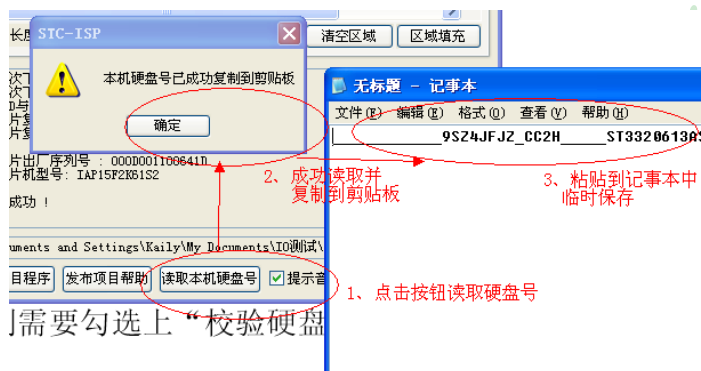 长度
清空区域
区域填充
STC-ISP
本机硬盘号已成功复制到剪贴板
确定
无标题 - 记事本
文件(F) 编辑(E) 格式(O) 查看(V) 帮助(H)
9SZ4JFJZ_CC2H_____ST3320613AS
片出厂序列号 : 000D001100641D
片机型号: IAP15F2K61S2
成功 !
2、成功读取并
复制到剪贴板
3、粘贴到记事本中
临时保存
uments and Settings\Kaily\My Documents\IO测试\
目程序
发布项目帮助
读取本机硬盘号
提示音
1、点击按钮读取硬盘号
需要勾选上“校验硬盘